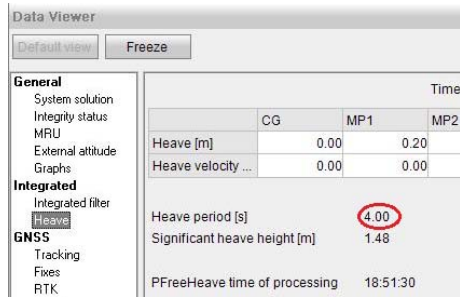 Data Viewer
Default view Freeze
General
System solution
Integrity status
MRU
External attitude
Graphs
Integrated
Integrated filter
Heave
GNSS
Tracking
Fixes
RTK
Time
CG MP1 MP2
Heave [m] 0.00 0.20
Heave velocity ... 0.00 0.00
Heave period [s] 4.00
Significant heave height [m] 1.48
PFreeHeave time of processing 18:51:30